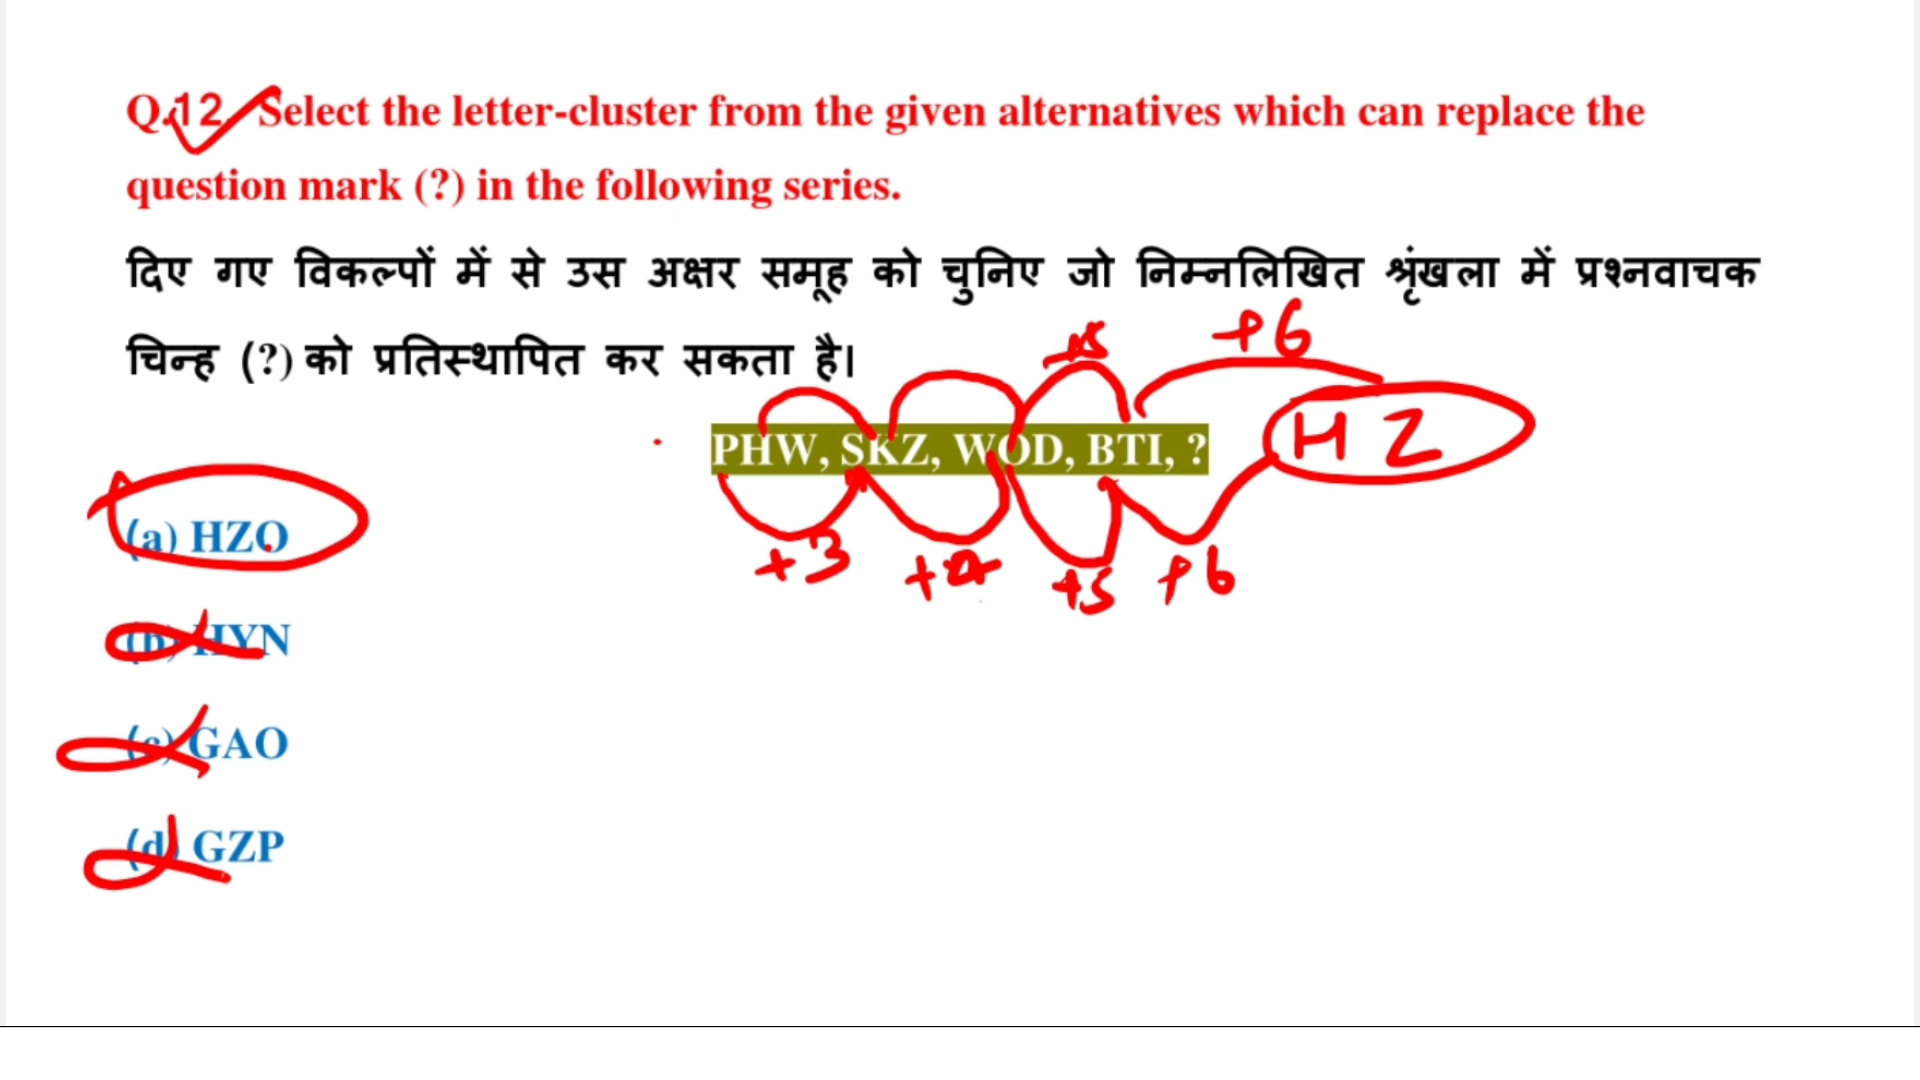 Q.12. Select the letter-cluster from the given alternatives which can replace the
question mark (?) in the following series.
दिए गए विकल्पों में से उस अक्षर समूह को चुनिए जो निम्नलिखित श्रृंखला में प्रश्नवाचक
चिन्ह (?) को प्रतिस्थापित कर सकता है।
+5 +6
PHW, SKZ, WOD, BTI, ? HZ
+3 +4 +5 +6
(a) HZO
(b) HYN
(c) GAO
(d) GZP